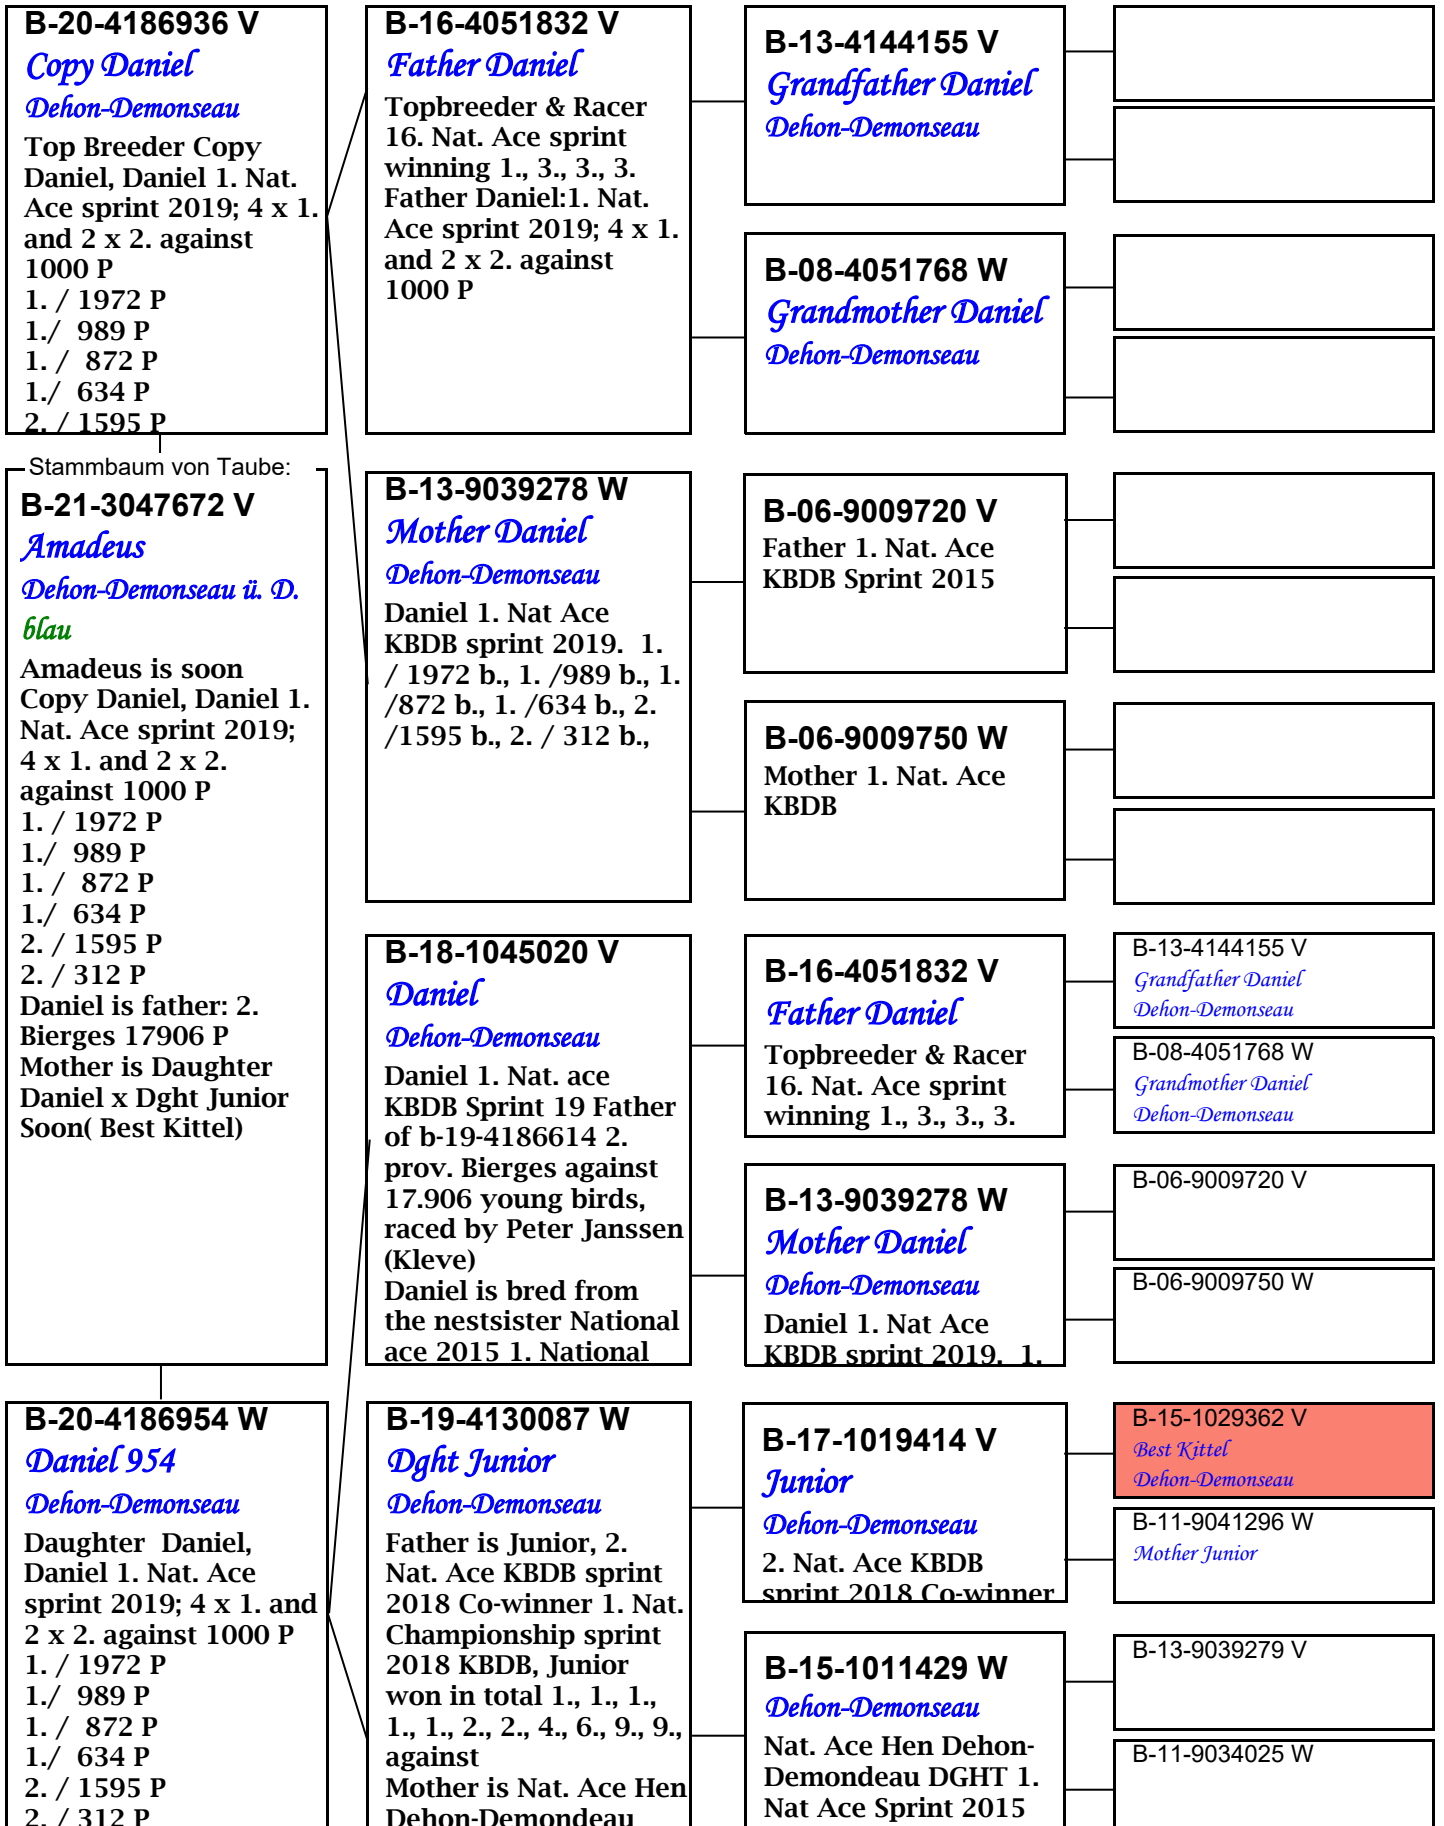 B-20-4186936 V
Copy Daniel
Dehon-Demonseau
Top Breeder Copy
Daniel, Daniel 1. Nat.
Ace sprint 2019; 4 x 1.
and 2 x 2. against
1000 P
1. / 1972 P
1./  989 P
1. /  872 P
1./  634 P
2. / 1595 P
Stammbaum von Taube:
B-21-3047672 V
Amadeus
Dehon-Demonseau ü. D.
blau
Amadeus is soon
Copy Daniel, Daniel 1.
Nat. Ace sprint 2019;
4 x 1. and 2 x 2.
against 1000 P
1. / 1972 P
1./  989 P
1. /  872 P
1./  634 P
2. / 1595 P
2. / 312 P
Daniel is father: 2.
Bierges 17906 P
Mother is Daughter
Daniel x Dght Junior
Soon( Best Kittel)
B-20-4186954 W
Daniel 954
Dehon-Demonseau
Daughter  Daniel,
Daniel 1. Nat. Ace
sprint 2019; 4 x 1. and
2 x 2. against 1000 P
1. / 1972 P
1./  989 P
1. /  872 P
1./  634 P
2. / 1595 P
2. / 312 P
B-16-4051832 V
Father Daniel
Topbreeder & Racer
16. Nat. Ace sprint
winning 1., 3., 3., 3.
Father Daniel:1. Nat.
Ace sprint 2019; 4 x 1.
and 2 x 2. against
1000 P
B-13-9039278 W
Mother Daniel
Dehon-Demonseau
Daniel 1. Nat Ace
KBDB sprint 2019.  1.
/ 1972 b., 1. /989 b., 1.
/872 b., 1. /634 b., 2.
/1595 b., 2. / 312 b.,
B-18-1045020 V
Daniel
Dehon-Demonseau
Daniel 1. Nat. ace
KBDB Sprint 19 Father
of b-19-4186614 2.
prov. Bierges against
17.906 young birds,
raced by Peter Janssen
(Kleve)
Daniel is bred from
the nestsister National
ace 2015 1. National
B-19-4130087 W
Dght Junior
Dehon-Demonseau
Father is Junior, 2.
Nat. Ace KBDB sprint
2018 Co-winner 1. Nat.
Championship sprint
2018 KBDB, Junior
won in total 1., 1., 1.,
1., 1., 2., 2., 4., 6., 9., 9.,
against
Mother is Nat. Ace Hen
Dehon-Demondeau
B-13-4144155 V
Grandfather Daniel
Dehon-Demonseau
B-08-4051768 W
Grandmother Daniel
Dehon-Demonseau
B-06-9009720 V
Father 1. Nat. Ace
KBDB Sprint 2015
B-06-9009750 W
Mother 1. Nat. Ace
KBDB
B-16-4051832 V
Father Daniel
Topbreeder & Racer
16. Nat. Ace sprint
winning 1., 3., 3., 3.
B-13-9039278 W
Mother Daniel
Dehon-Demonseau
Daniel 1. Nat Ace
KBDB sprint 2019.  1.
B-17-1019414 V
Junior
Dehon-Demonseau
2. Nat. Ace KBDB
sprint 2018 Co-winner
B-15-1011429 W
Dehon-Demonseau
Nat. Ace Hen Dehon-
Demondeau DGHT 1.
Nat Ace Sprint 2015
B-13-4144155 V
Grandfather Daniel
Dehon-Demonseau
B-08-4051768 W
Grandmother Daniel
Dehon-Demonseau
B-06-9009720 V
B-06-9009750 W
B-15-1029362 V
Best Kittel
Dehon-Demonseau
B-11-9041296 W
Mother Junior
B-13-9039279 V
B-11-9034025 W